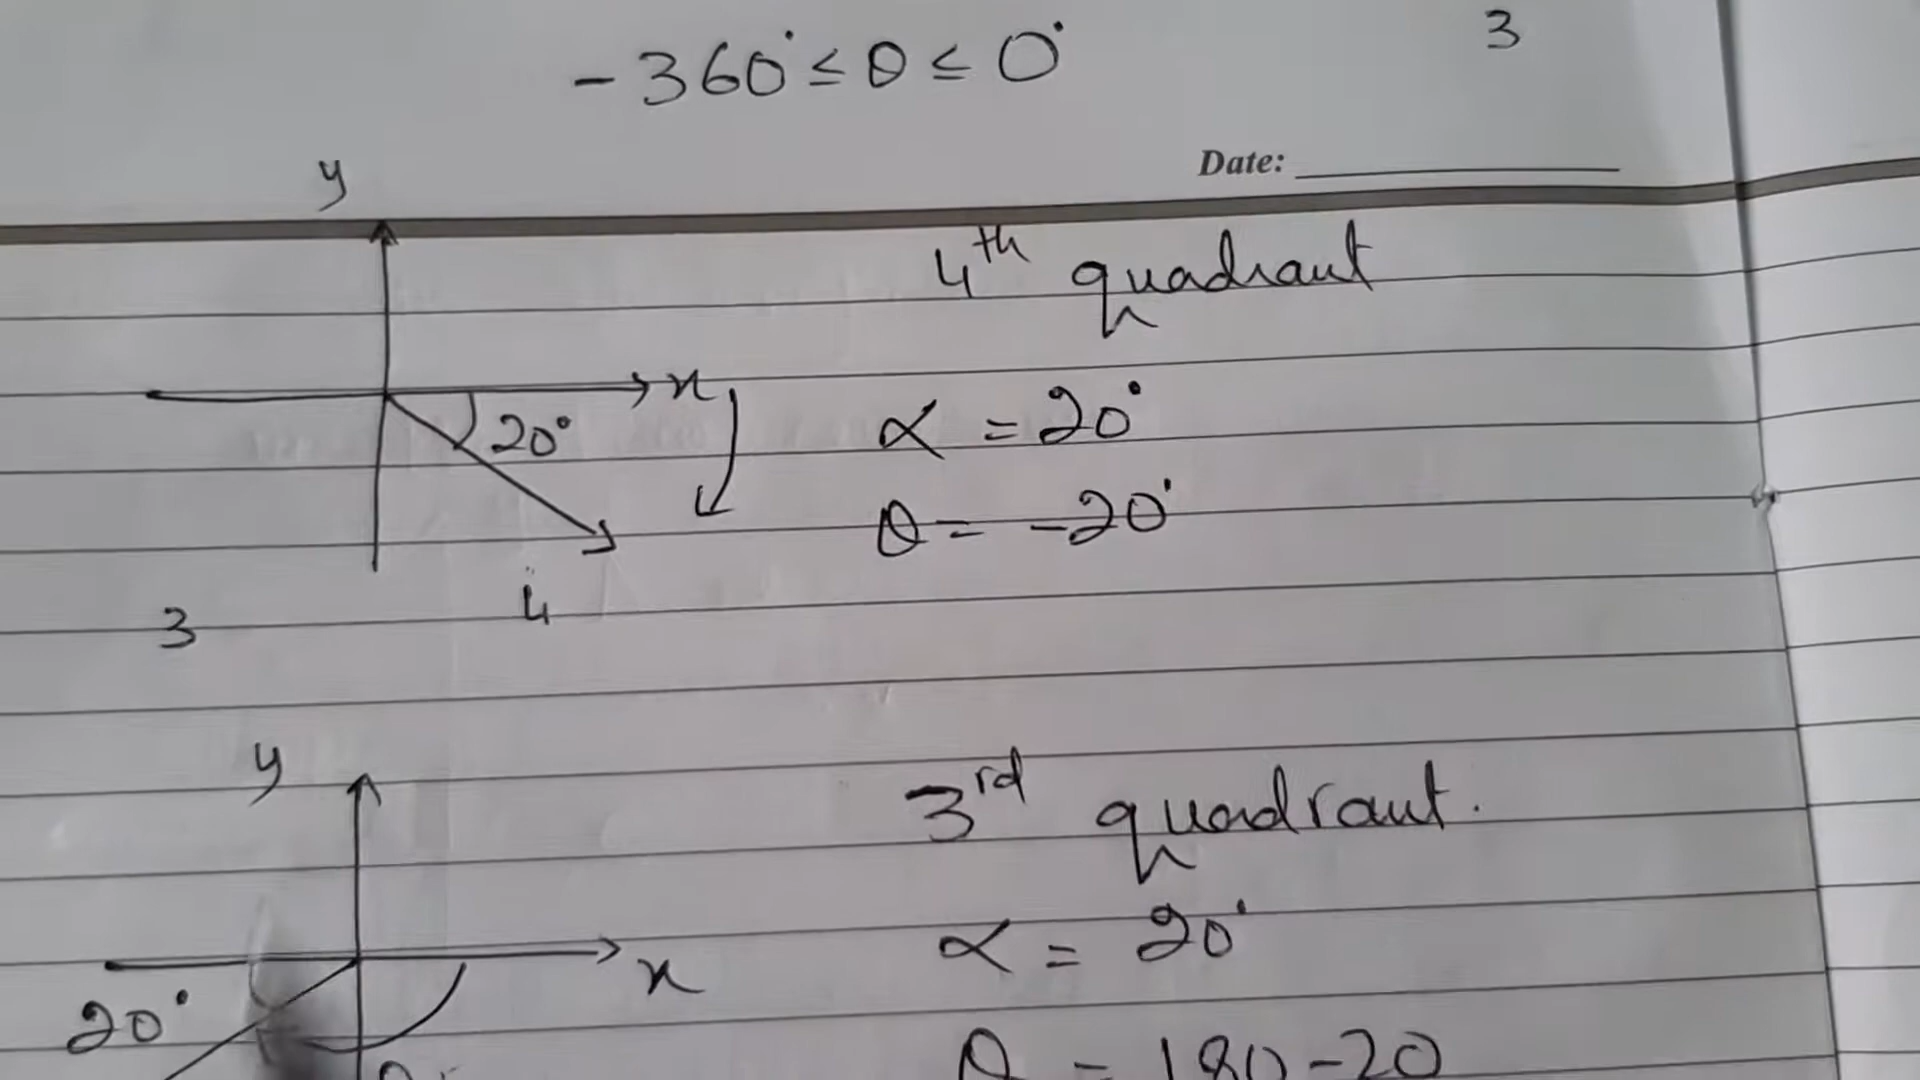 3
-360° ≤ θ ≤ 0°
Date:
y
4th quadrant
x
20°
α = 20°
θ = -20°
4
3
y
3rd quadrant.
x
α = 20°
20°
θ = 180-20